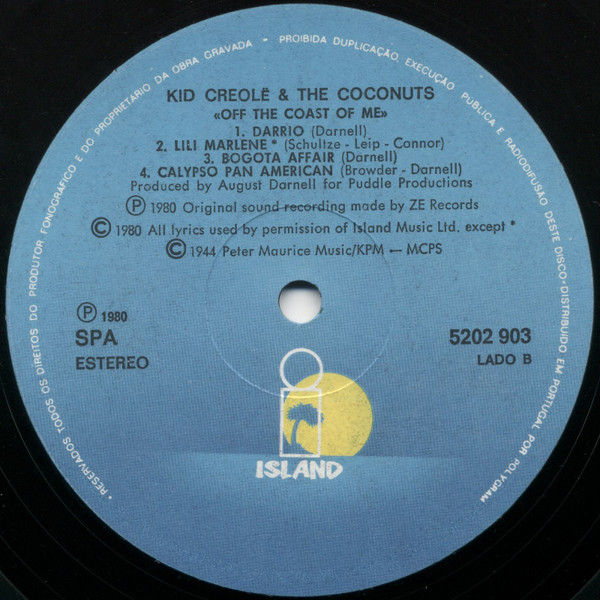 • RESERVADOS TODOS OS DIREITOS DO PRODUTOR FONOGRAFICO E DO PROPRIETARIO DA OBRA GRAVADA • PROIBIDA DUPLICAÇÃO, EXECUÇÃO PUBLICA E RADIODIFUSÃO DESTE DISCO • DISTRIBUIDO EM PORTUGAL POR POLYGRAM
KID CREOLË & THE COCONUTS
«OFF THE COAST OF ME»
1. DARRIO (Darnell)
2. LILI MARLENE * (Schultze - Leip - Connor)
3. BOGOTA AFFAIR (Darnell)
4. CALYPSO PAN AMERICAN (Browder - Darnell)
Produced by August Darnell for Puddle Productions
Ⓟ 1980 Original sound recording made by ZE Records
© 1980 All lyrics used by permission of Island Music Ltd. except *
© 1944 Peter Maurice Music/KPM — MCPS
Ⓟ 1980
SPA
ESTEREO
5202 903
LADO B
ISLAND